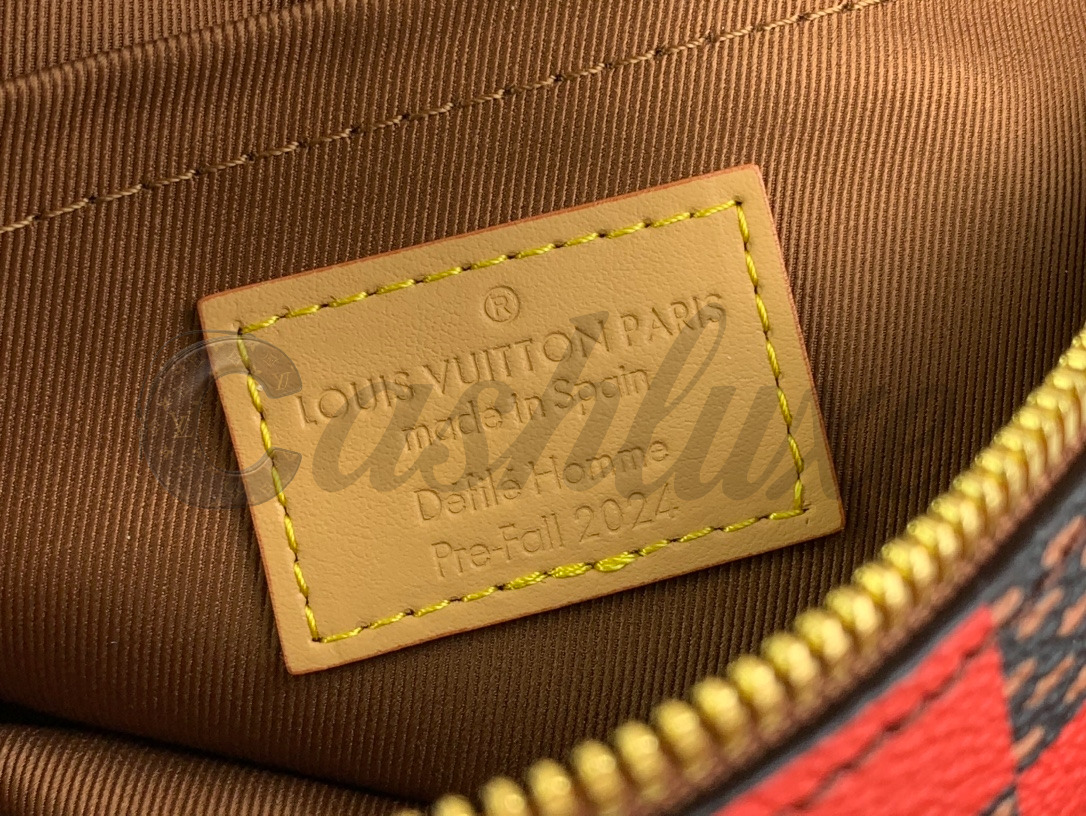 ®
LOUIS VUITTON PARIS
made in Spain
Defilé Homme
Pre-Fall 2024
Cashlux